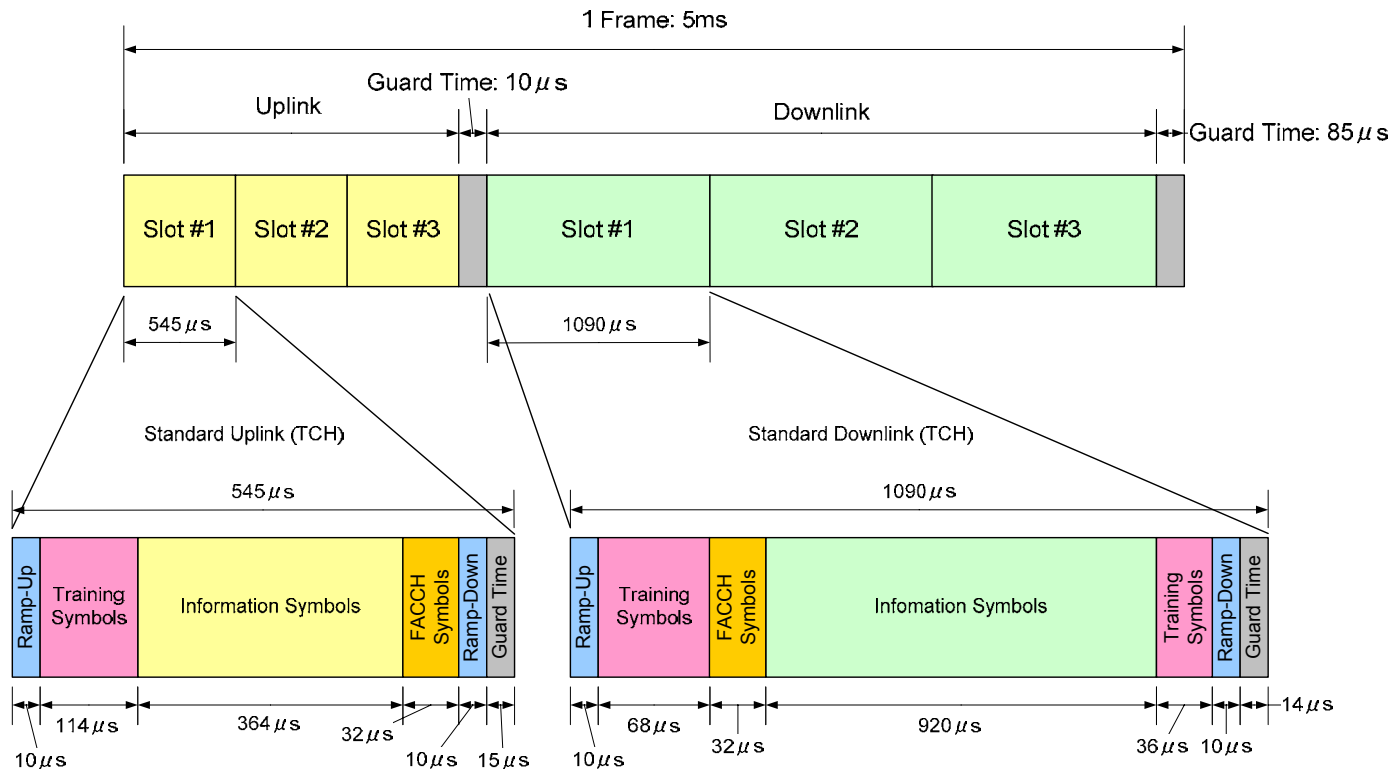 1 Frame: 5ms
Guard Time: 10μs
Uplink
Downlink
Guard Time: 85μs
Slot #1
Slot #2
Slot #3
Slot #1
Slot #2
Slot #3
545μs
1090μs
Standard Uplink (TCH)
Standard Downlink (TCH)
545μs
1090μs
Ramp-Up
Training
Symbols
Information Symbols
FACCH
Symbols
Ramp-Down
Guard Time
Ramp-Up
Training
Symbols
FACCH
Symbols
Infomation Symbols
Training
Symbols
Ramp-Down
Guard Time
10μs
114μs
364μs
32μs
10μs
15μs
10μs
68μs
32μs
920μs
36μs
10μs
14μs